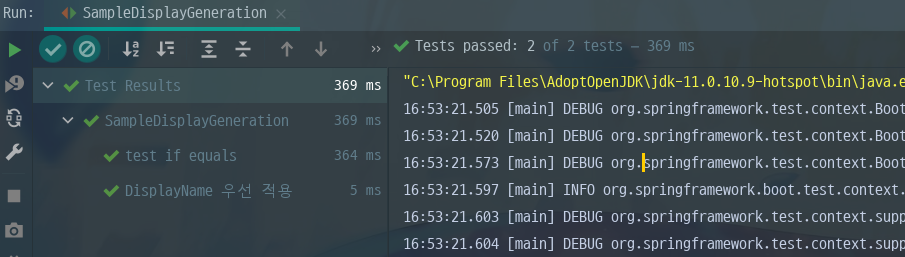 Run: SampleDisplayGeneration
Tests passed: 2 of 2 tests – 369 ms
Test Results 369 ms
SampleDisplayGeneration 369 ms
test if equals 364 ms
DisplayName 우선 적용 5 ms
"C:\Program Files\AdoptOpenJDK\jdk-11.0.10.9-hotspot\bin\java.e
16:53:21.505 [main] DEBUG org.springframework.test.context.Boot
16:53:21.520 [main] DEBUG org.springframework.test.context.Boot
16:53:21.573 [main] DEBUG org.springframework.test.context.Boot
16:53:21.597 [main] INFO org.springframework.boot.test.context.
16:53:21.603 [main] DEBUG org.springframework.test.context.supp
16:53:21.604 [main] DEBUG org.springframework.test.context.supp